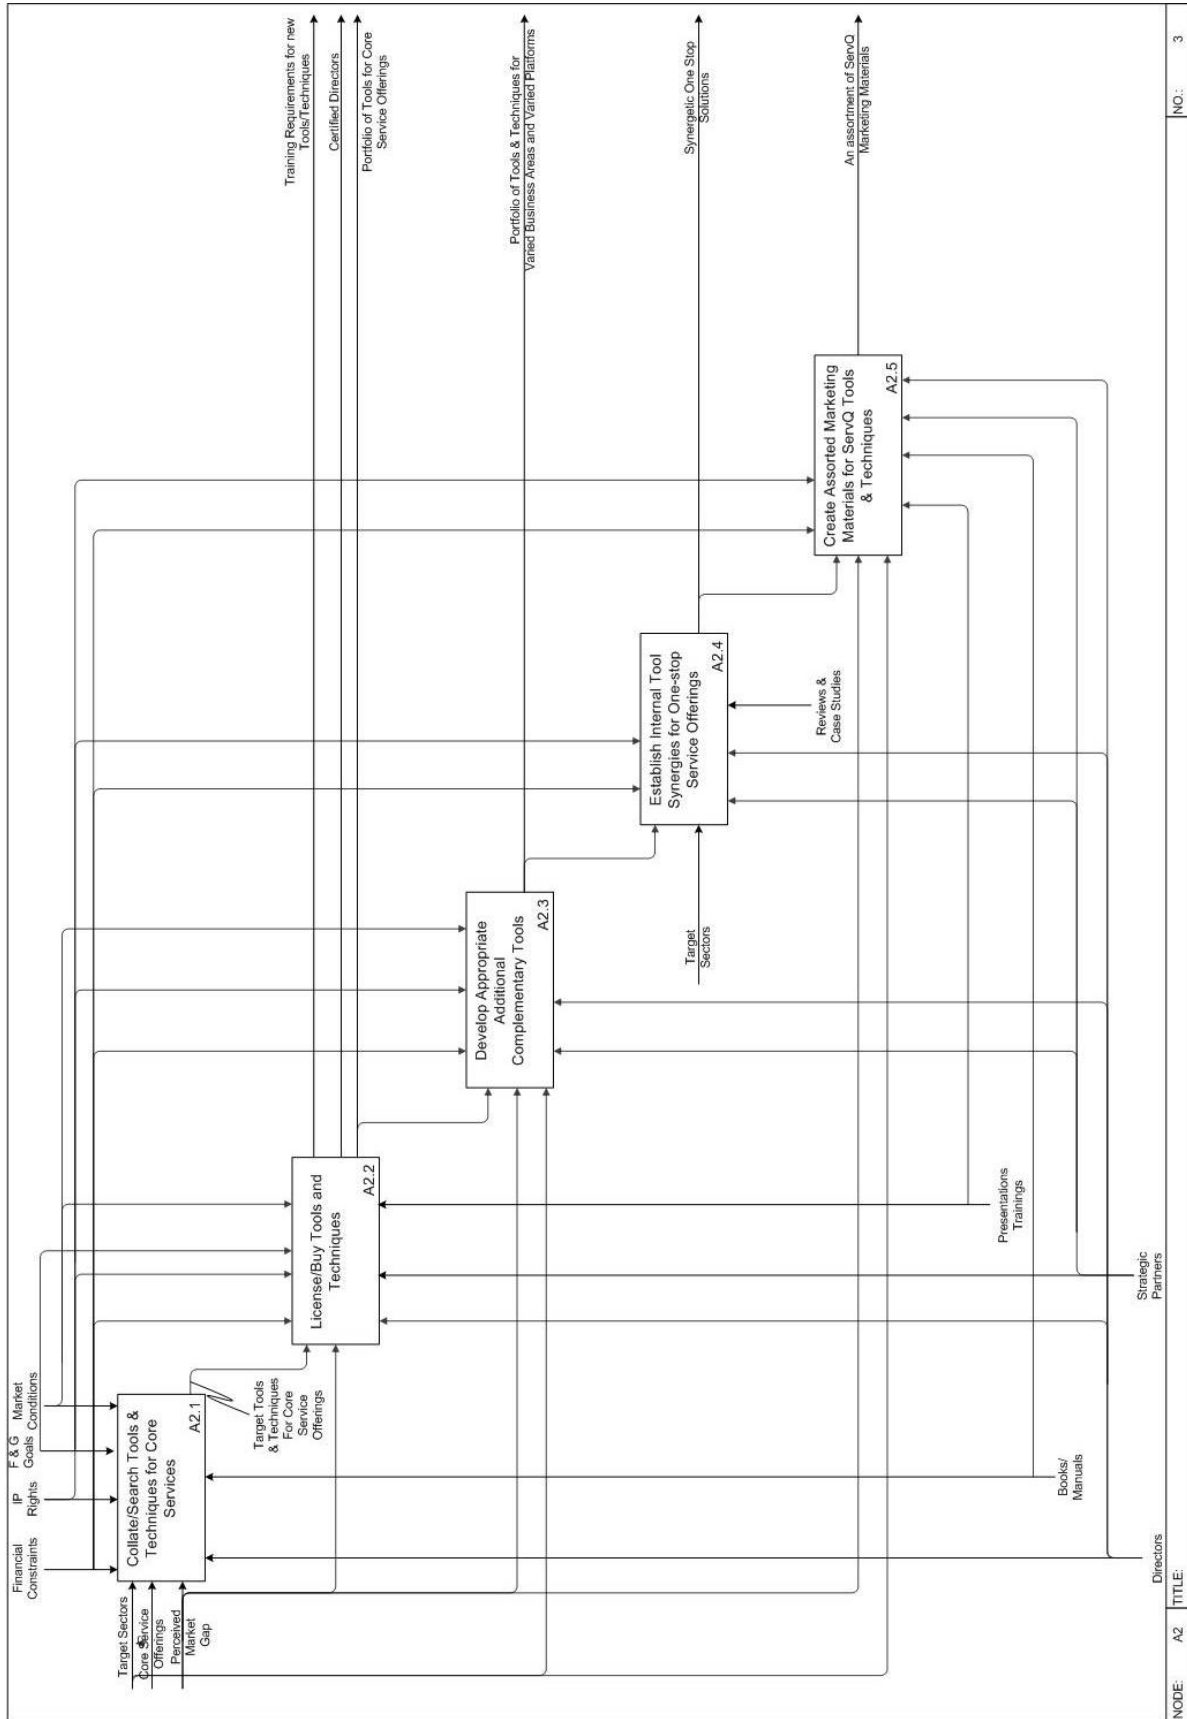 Financial
Constraints
IP
Rights
F & G
Goals
Market
Conditions
Target Sectors
Core Service
Offerings
Perceived
Market
Gap
Collate/Search Tools &
Techniques for Core
Services
A2.1
Target Tools
& Techniques
For Core
Service
Offerings
License/Buy Tools and
Techniques
A2.2
Training Requirements for new
Tools/Techniques
Certified Directors
Portfolio of Tools for Core
Service Offerings
Develop Appropriate
Additional
Complementary Tools
A2.3
Portfolio of Tools & Techniques for
Varied Business Areas and Varied Platforms
Target
Sectors
Establish Internal Tool
Synergies for One-stop
Service Offerings
A2.4
Synergetic One Stop
Solutions
Reviews &
Case Studies
Create Assorted Marketing
Materials for ServQ Tools
& Techniques
A2.5
An assortment of ServQ
Marketing Materials
Directors
Books/
Manuals
Strategic
Partners
Presentations
Trainings
NODE:
A2
TITLE:
NO.:
3